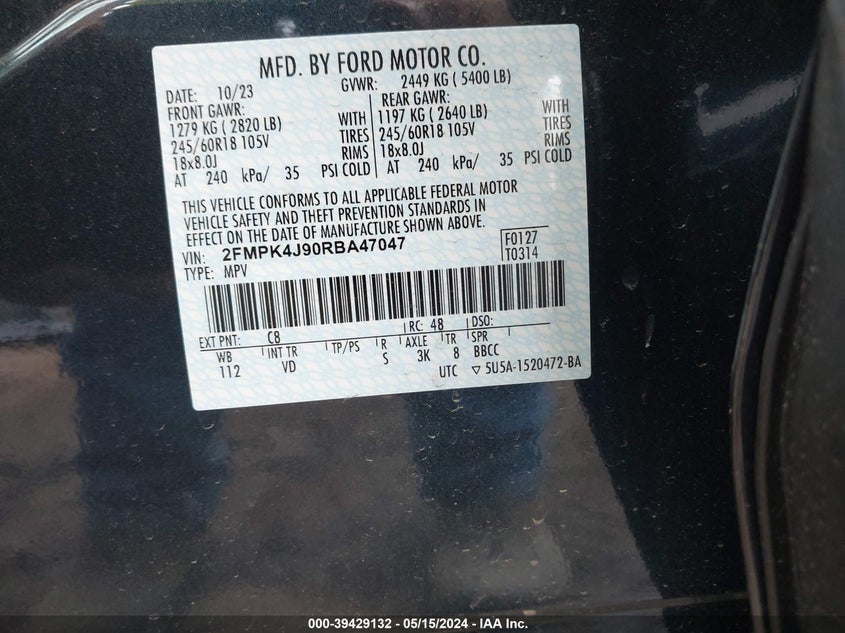 MFD. BY FORD MOTOR CO.
DATE: 10/23 GVWR: 2449 KG ( 5400 LB)
FRONT GAWR: REAR GAWR:
1279 KG ( 2820 LB) WITH 1197 KG ( 2640 LB) WITH
245/60R18 105V TIRES 245/60R18 105V TIRES
18x8.0J RIMS 18x8.0J RIMS
AT 240 kPa/ 35 PSI COLD AT 240 kPa/ 35 PSI COLD
THIS VEHICLE CONFORMS TO ALL APPLICABLE FEDERAL MOTOR
VEHICLE SAFETY AND THEFT PREVENTION STANDARDS IN
EFFECT ON THE DATE OF MANUFACTURE SHOWN ABOVE.
VIN: 2FMPK4J90RBA47047 F0127
TYPE: MPV T0314
EXT PNT: C8 RC: 48 DSO:
WB INT TR TP/PS R AXLE TR SPR
112 VD S 3K 8 BBCC
UTC ▽ 5U5A-1520472-BA
000-39429132 - 05/15/2024 - IAA Inc.